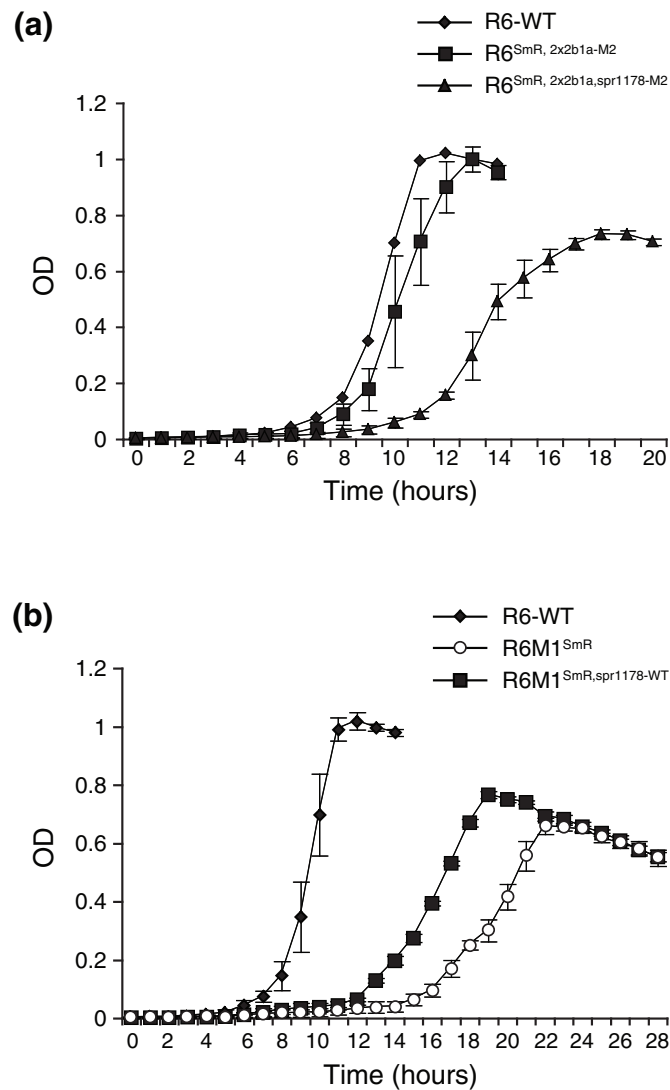 (a)
R6-WT
R6SmR, 2x2b1a-M2
R6SmR, 2x2b1a,spr1178-M2
1.2
1
0.8
0.6
0.4
0.2
0
OD
0 2 4 6 8 10 12 14 16 18 20
Time (hours)
(b)
R6-WT
R6M1SmR
R6M1SmR,spr1178-WT
1.2
1
0.8
0.6
0.4
0.2
0
OD
0 2 4 6 8 10 12 14 16 18 20 22 24 26 28
Time (hours)